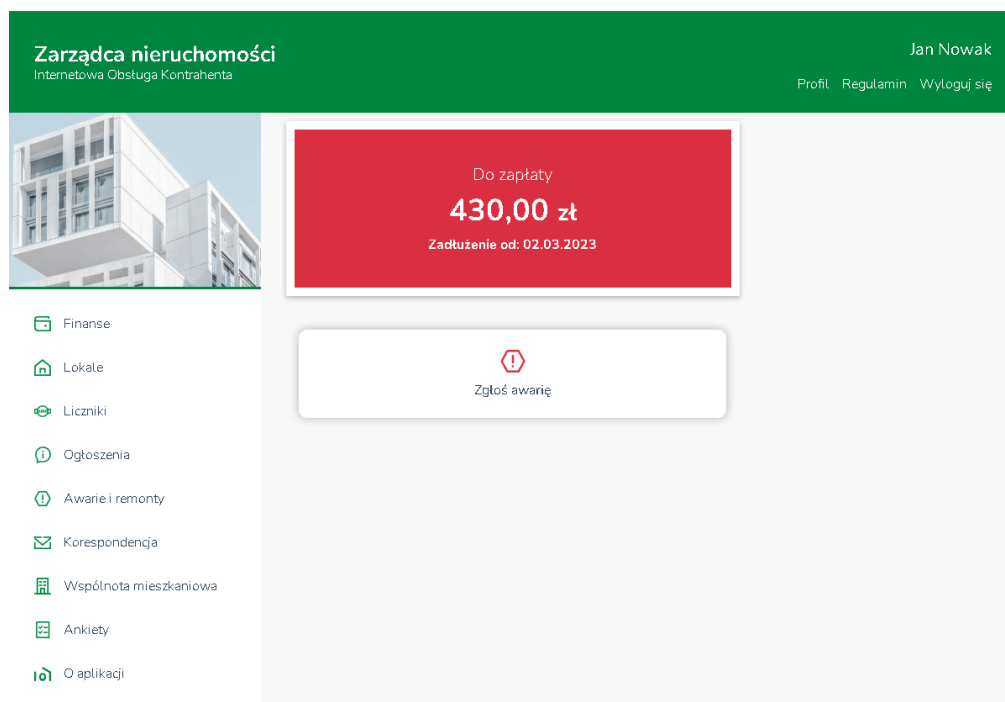 Zarządca nieruchomości
Internetowa Obsługa Kontrahenta
Jan Nowak
Profil Regulamin Wyloguj się
Do zapłaty
430,00 zł
Zadłużenie od: 02.03.2023
Zgłoś awarię
Finanse
Lokale
Liczniki
Ogłoszenia
Awarie i remonty
Korespondencja
Wspólnota mieszkaniowa
Ankiety
O aplikacji